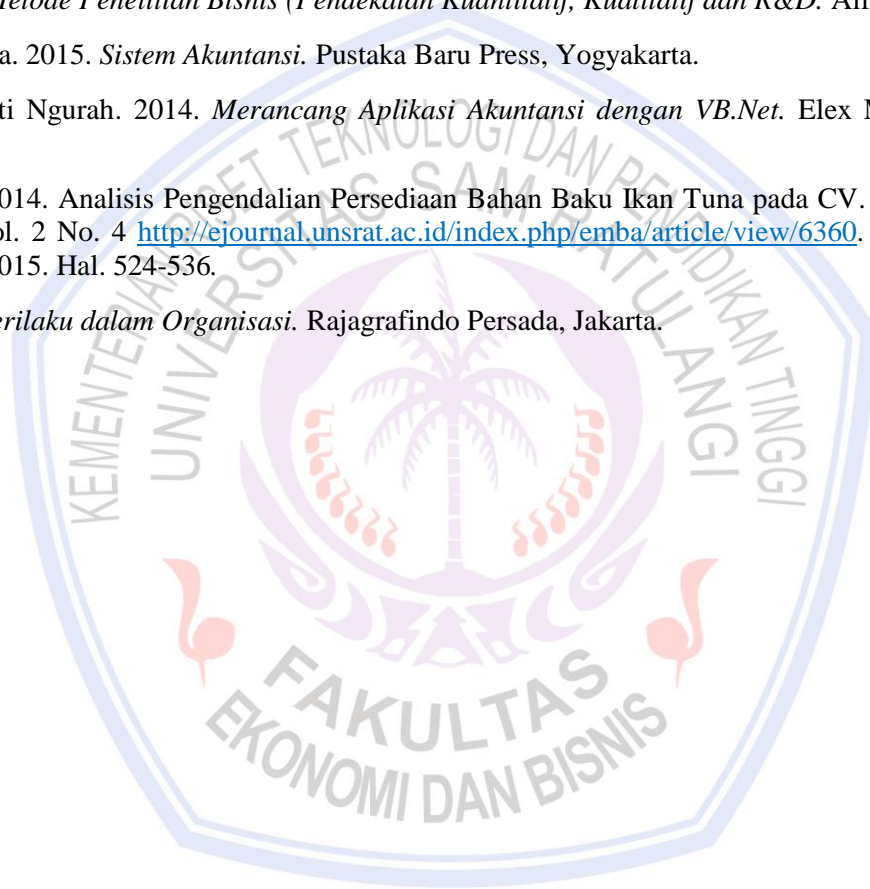 Metode Penelitian Bisnis (Pendekatan Kuantitatif, Kualitatif dan R&D.
a. 2015. Sistem Akuntansi. Pustaka Baru Press, Yogyakarta.
ti Ngurah. 2014. Merancang Aplikasi Akuntansi dengan VB.Net. Elex
014. Analisis Pengendalian Persediaan Bahan Baku Ikan Tuna pada CV.
ol. 2 No. 4 http://ejournal.unsrat.ac.id/index.php/emba/article/view/6360.
015. Hal. 524-536.
erilaku dalam Organisasi. Rajagrafindo Persada, Jakarta.
KEMENTERIAN RISET TEKNOLOGI DAN PENDIDIKAN TINGGI
UNIVERSITAS SAM RATULANGI
FAKULTAS
EKONOMI DAN BISNIS